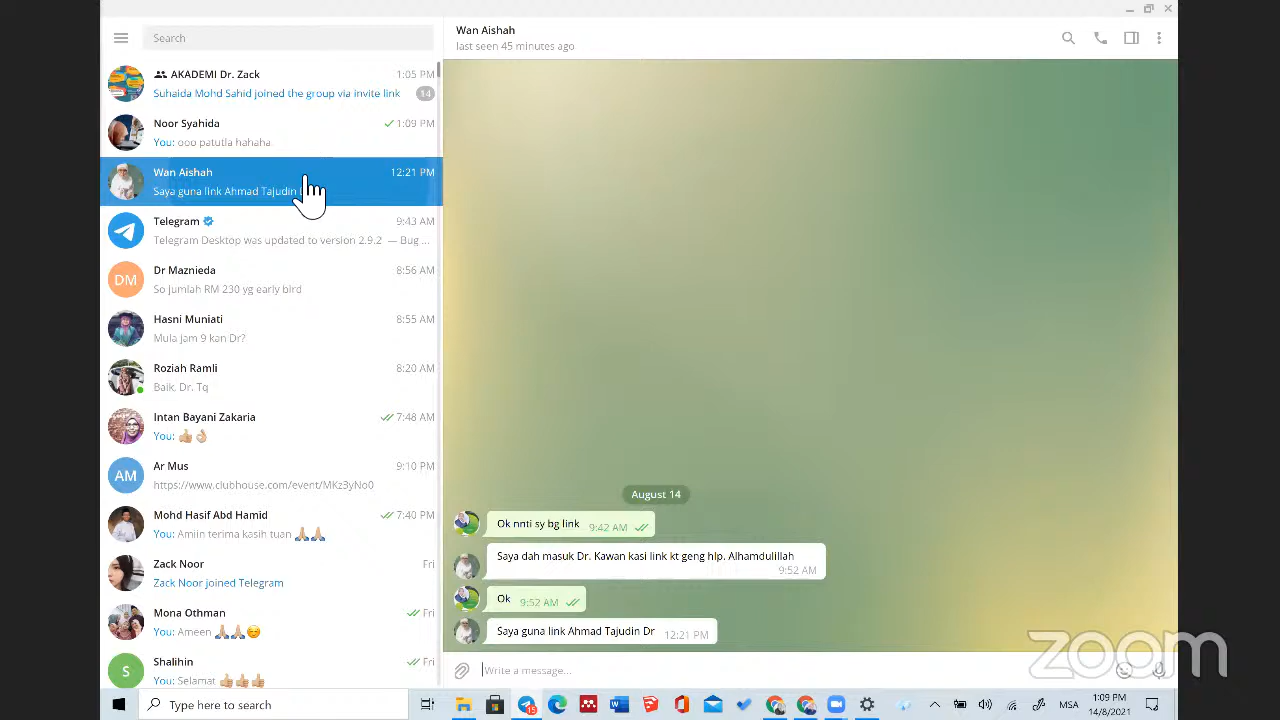 Search
AKADEMI Dr. Zack 1:05 PM
Suhaida Mohd Sahid joined the group via invite link 14
Noor Syahida 1:09 PM
You: ooo patutla hahaha
Wan Aishah 12:21 PM
Saya guna link Ahmad Tajudin
Telegram 9:43 AM
Telegram Desktop was updated to version 2.9.2 — Bug ...
DM
Dr Maznieda 8:56 AM
So jumlah RM 230 yg early bird
Hasni Muniati 8:55 AM
Mula jam 9 kan Dr?
Roziah Ramli 8:20 AM
Baik, Dr. Tq
Intan Bayani Zakaria 7:48 AM
You: 👍🏼👌🏼
AM
Ar Mus 9:10 PM
https://www.clubhouse.com/event/MKz3yNo0
Mohd Hasif Abd Hamid 7:40 PM
You: Amiin terima kasih tuan 🙏🏼🙏🏼
Zack Noor Fri
Zack Noor joined Telegram
Mona Othman Fri
You: Ameen 🙏🏼🙏🏼😊
S
Shalihin Fri
You: Selamat 👍🏼👍🏼👍🏼
Wan Aishah
last seen 45 minutes ago
August 14
Ok nnti sy bg link 9:42 AM
Saya dah masuk Dr. Kawan kasi link kt geng hlp. Alhamdulillah
9:52 AM
Ok 9:52 AM
Saya guna link Ahmad Tajudin Dr 12:21 PM
Write a message...
zoom
Type here to search
15
MSA
1:09 PM
14/8/2021